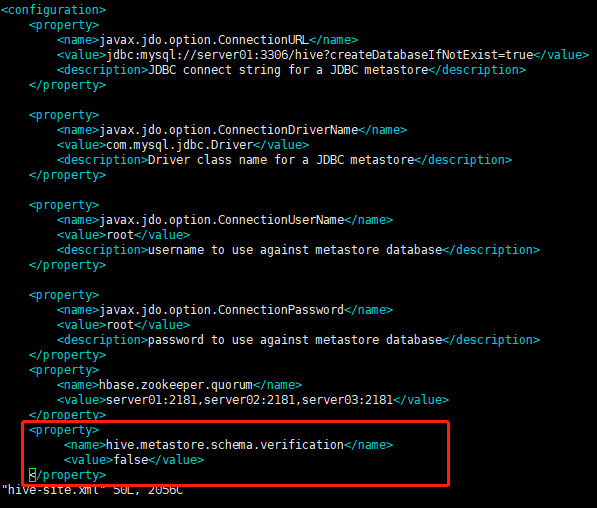 <configuration>
    <property>
        <name>javax.jdo.option.ConnectionURL</name>
        <value>jdbc:mysql://server01:3306/hive?createDatabaseIfNotExist=true</value>
        <description>JDBC connect string for a JDBC metastore</description>
    </property>

    <property>
        <name>javax.jdo.option.ConnectionDriverName</name>
        <value>com.mysql.jdbc.Driver</value>
        <description>Driver class name for a JDBC metastore</description>
    </property>

    <property>
        <name>javax.jdo.option.ConnectionUserName</name>
        <value>root</value>
        <description>username to use against metastore database</description>
    </property>

    <property>
        <name>javax.jdo.option.ConnectionPassword</name>
        <value>root</value>
        <description>password to use against metastore database</description>
    </property>
    <property>
        <name>hbase.zookeeper.quorum</name>
        <value>server01:2181,server02:2181,server03:2181</value>
    </property>
    <property>
         <name>hive.metastore.schema.verification</name>
         <value>false</value>
    </property>
"hive-site.xml" 50L, 2056C